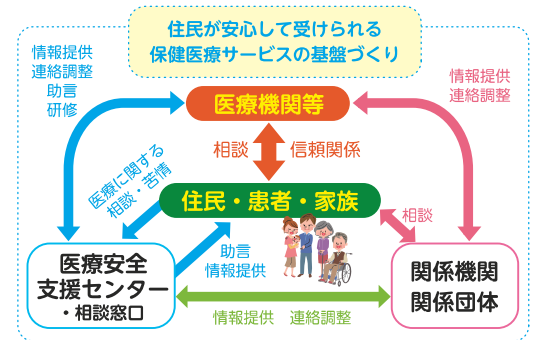 住民が安心して受けられる
保健医療サービスの基盤づくり
情報提供
連絡調整
助言
研修
情報提供
連絡調整
医療機関等
相談
信頼関係
医療に関する
相談・苦情
住民・患者・家族
相談
助言
情報提供
医療安全
支援センター
・相談窓口
関係機関
関係団体
情報提供 連絡調整